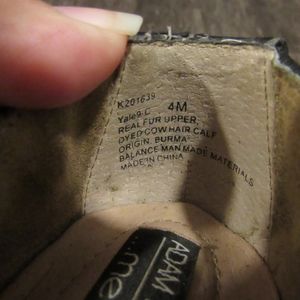 K201639
Yale9-C 4M
REAL FUR UPPER,
DYED COW HAIR CALF
ORIGIN: BURMA
BALANCE MAN MADE MATERIALS
MADE IN CHINA
ADAM
me